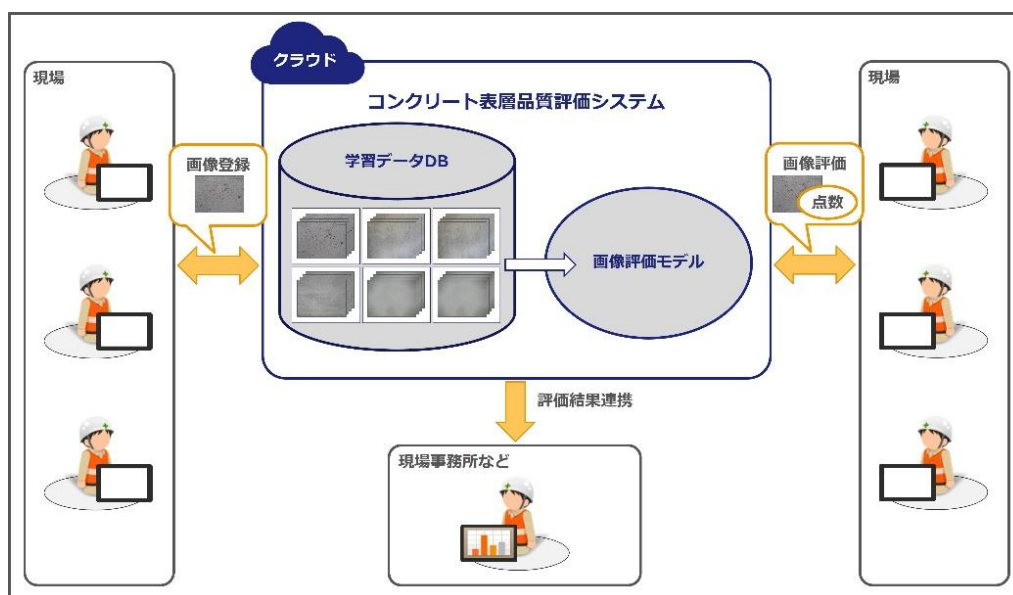 クラウド
現場
コンクリート表層品質評価システム
現場
学習データDB
画像登録
画像評価
点数
画像評価モデル
評価結果連携
現場事務所など